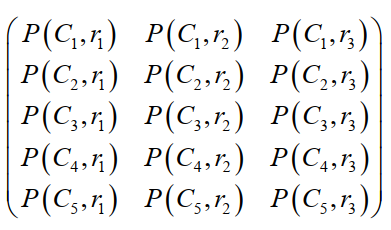 P(C₁,r₁) P(C₁,r₂) P(C₁,r₃)
P(C₂,r₁) P(C₂,r₂) P(C₂,r₃)
P(C₃,r₁) P(C₃,r₂) P(C₃,r₃)
P(C₄,r₁) P(C₄,r₂) P(C₄,r₃)
P(C₅,r₁) P(C₅,r₂) P(C₅,r₃)